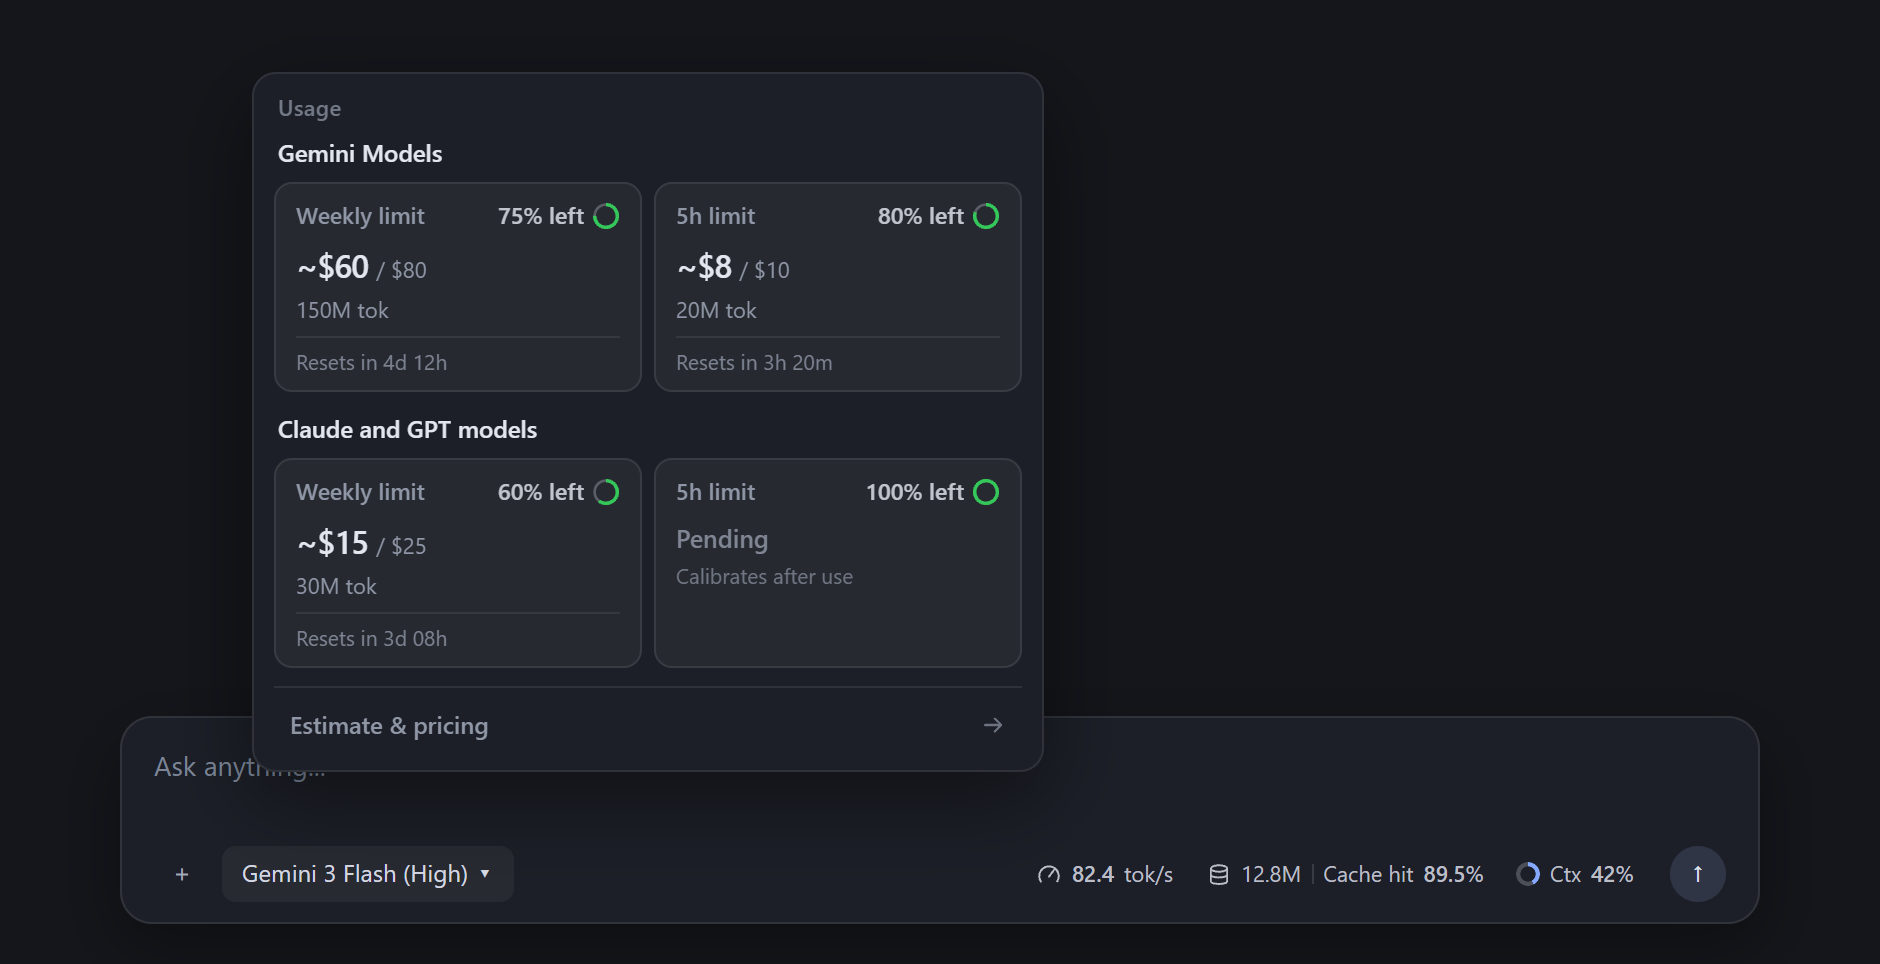 Usage
Gemini Models
Weekly limit 75% left
~$60 / $80
150M tok
Resets in 4d 12h
5h limit 80% left
~$8 / $10
20M tok
Resets in 3h 20m
Claude and GPT models
Weekly limit 60% left
~$15 / $25
30M tok
Resets in 3d 08h
5h limit 100% left
Pending
Calibrates after use
Estimate & pricing →
Ask anything...
+ Gemini 3 Flash (High) ▾ 82.4 tok/s 12.8M | Cache hit 89.5% Ctx 42% ↑